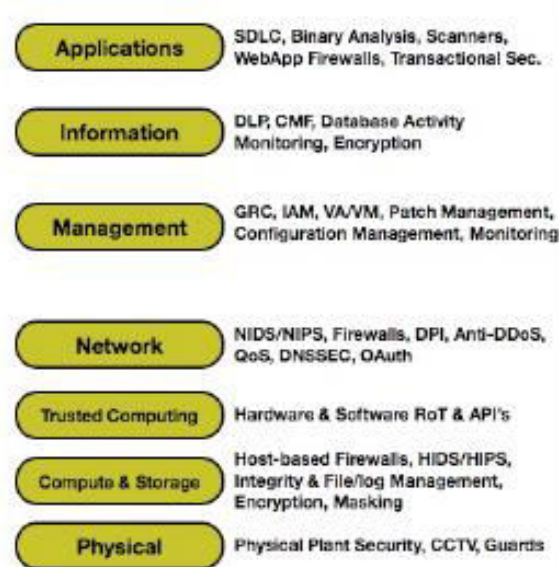 Applications
SDLC, Binary Analysis, Scanners,
WebApp Firewalls, Transactional Sec.
Information
DLP, CMF, Database Activity
Monitoring, Encryption
Management
GRC, IAM, VA/VM, Patch Management,
Configuration Management, Monitoring
Network
NIDS/NIPS, Firewalls, DPI, Anti-DDoS,
QoS, DNSSEC, OAuth
Trusted Computing
Hardware & Software RoT & API's
Compute & Storage
Host-based Firewalls, HIDS/HIPS,
Integrity & File/log Management,
Encryption, Masking
Physical
Physical Plant Security, CCTV, Guards